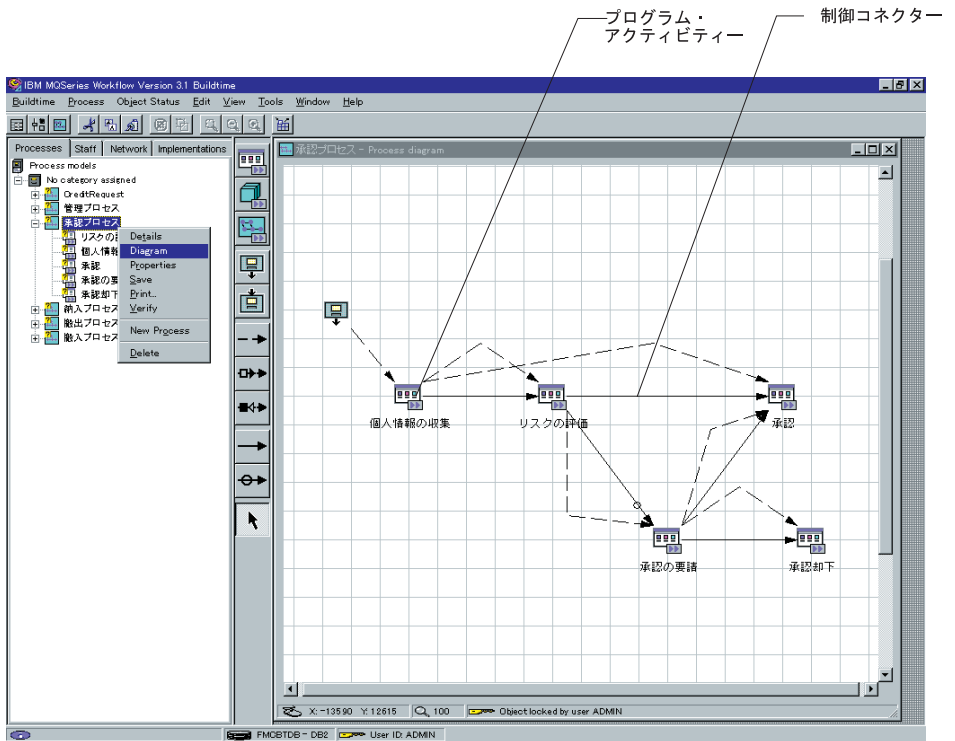 プログラム・
アクティビティー
制御コネクター
IBM MQSeries Workflow Version 3.1 Buildtime
Buildtime Process Object Status Edit View Tools Window Help
Processes Staff Network Implementations
Process models
No category assigned
CreditRequest
管理プロセス
承認プロセス
リスクの
個人情報
承認
承認の要
承認却下
納入プロセス
搬出プロセス
搬入プロセス
Details
Diagram
Properties
Save
Print...
Verify
New Process
Delete
承認プロセス - Process diagram
個人情報の収集
リスクの評価
承認
承認の要請
承認却下
X: -13590 Y: 12615 100 Object locked by user ADMIN
FMCBTDB - DB2 User ID: ADMIN